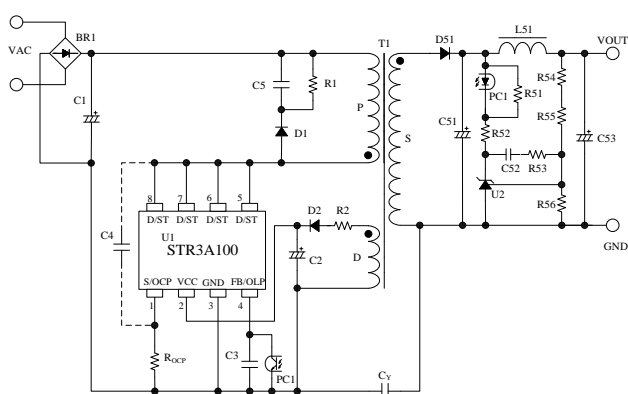 BR1
VAC
C1
C5
R1
D1
T1
P
S
D51
L51
VOUT
PC1
R51
R54
R55
C51
R52
C52
R53
C53
U2
R56
GND
C4
8
7
6
5
D/ST
D/ST
D/ST
D/ST
U1
STR3A100
S/OCP
VCC
GND
FB/OLP
1
2
3
4
D2
R2
C2
D
ROCP
C3
PC1
CY